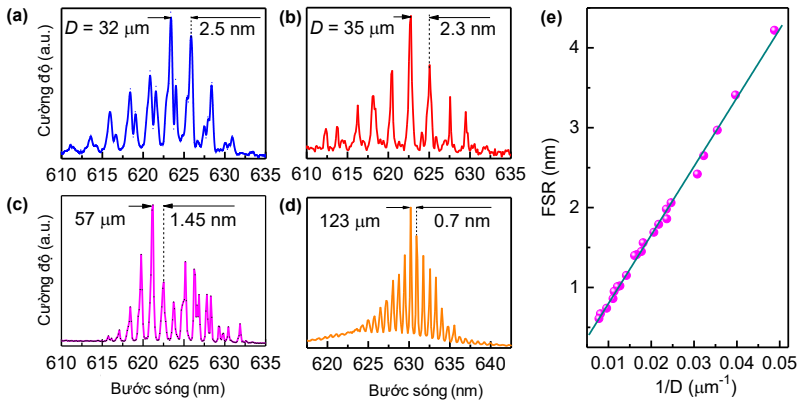 (a)
D = 32 μm
2.5 nm
Cường độ (a.u.)
610 615 620 625 630 635
(b)
D = 35 μm
2.3 nm
610 615 620 625 630 635
(c)
57 μm
1.45 nm
Cường độ (a.u.)
610 615 620 625 630 635
Bước sóng (nm)
(d)
123 μm
0.7 nm
620 625 630 635 640
Bước sóng (nm)
(e)
FSR (nm)
4
3
2
1
0.01 0.02 0.03 0.04 0.05
1/D (μm⁻¹)